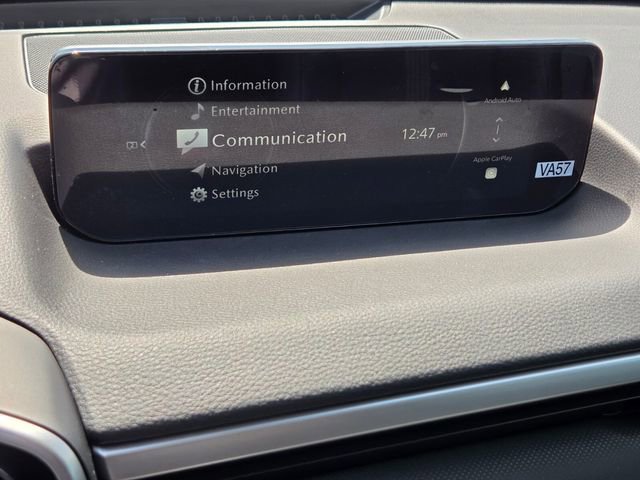 Information
Entertainment
Communication
12:47 pm
Navigation
Settings
Android Auto
Apple CarPlay
VA57